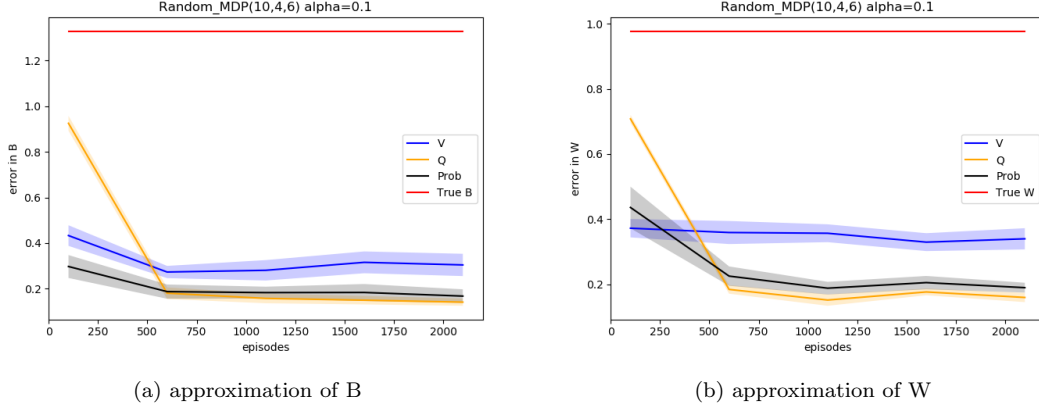 Random_MDP(10,4,6) alpha=0.1
error in B
1.2
1.0
0.8
0.6
0.4
0.2
V
Q
Prob
True B
0 250 500 750 1000 1250 1500 1750 2000
episodes
(a) approximation of B
Random_MDP(10,4,6) alpha=0.1
error in W
1.0
0.8
0.6
0.4
0.2
V
Q
Prob
True W
0 250 500 750 1000 1250 1500 1750 2000
episodes
(b) approximation of W